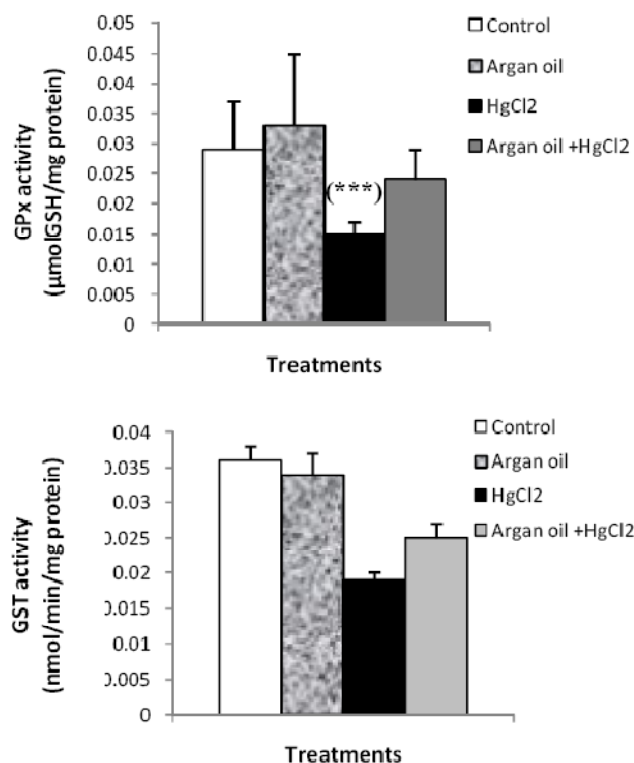 GPx activity
(µmolGSH/mg protein)
0.05
0.045
0.04
0.035
0.03
0.025
0.02
0.015
0.01
0.005
0
(***)
Control
Argan oil
HgCl2
Argan oil +HgCl2
Treatments
GST activity
(nmol/min/mg protein)
0.04
0.035
0.03
0.025
0.02
0.015
0.01
0.005
0
Control
Argan oil
HgCl2
Argan oil +HgCl2
Treatments